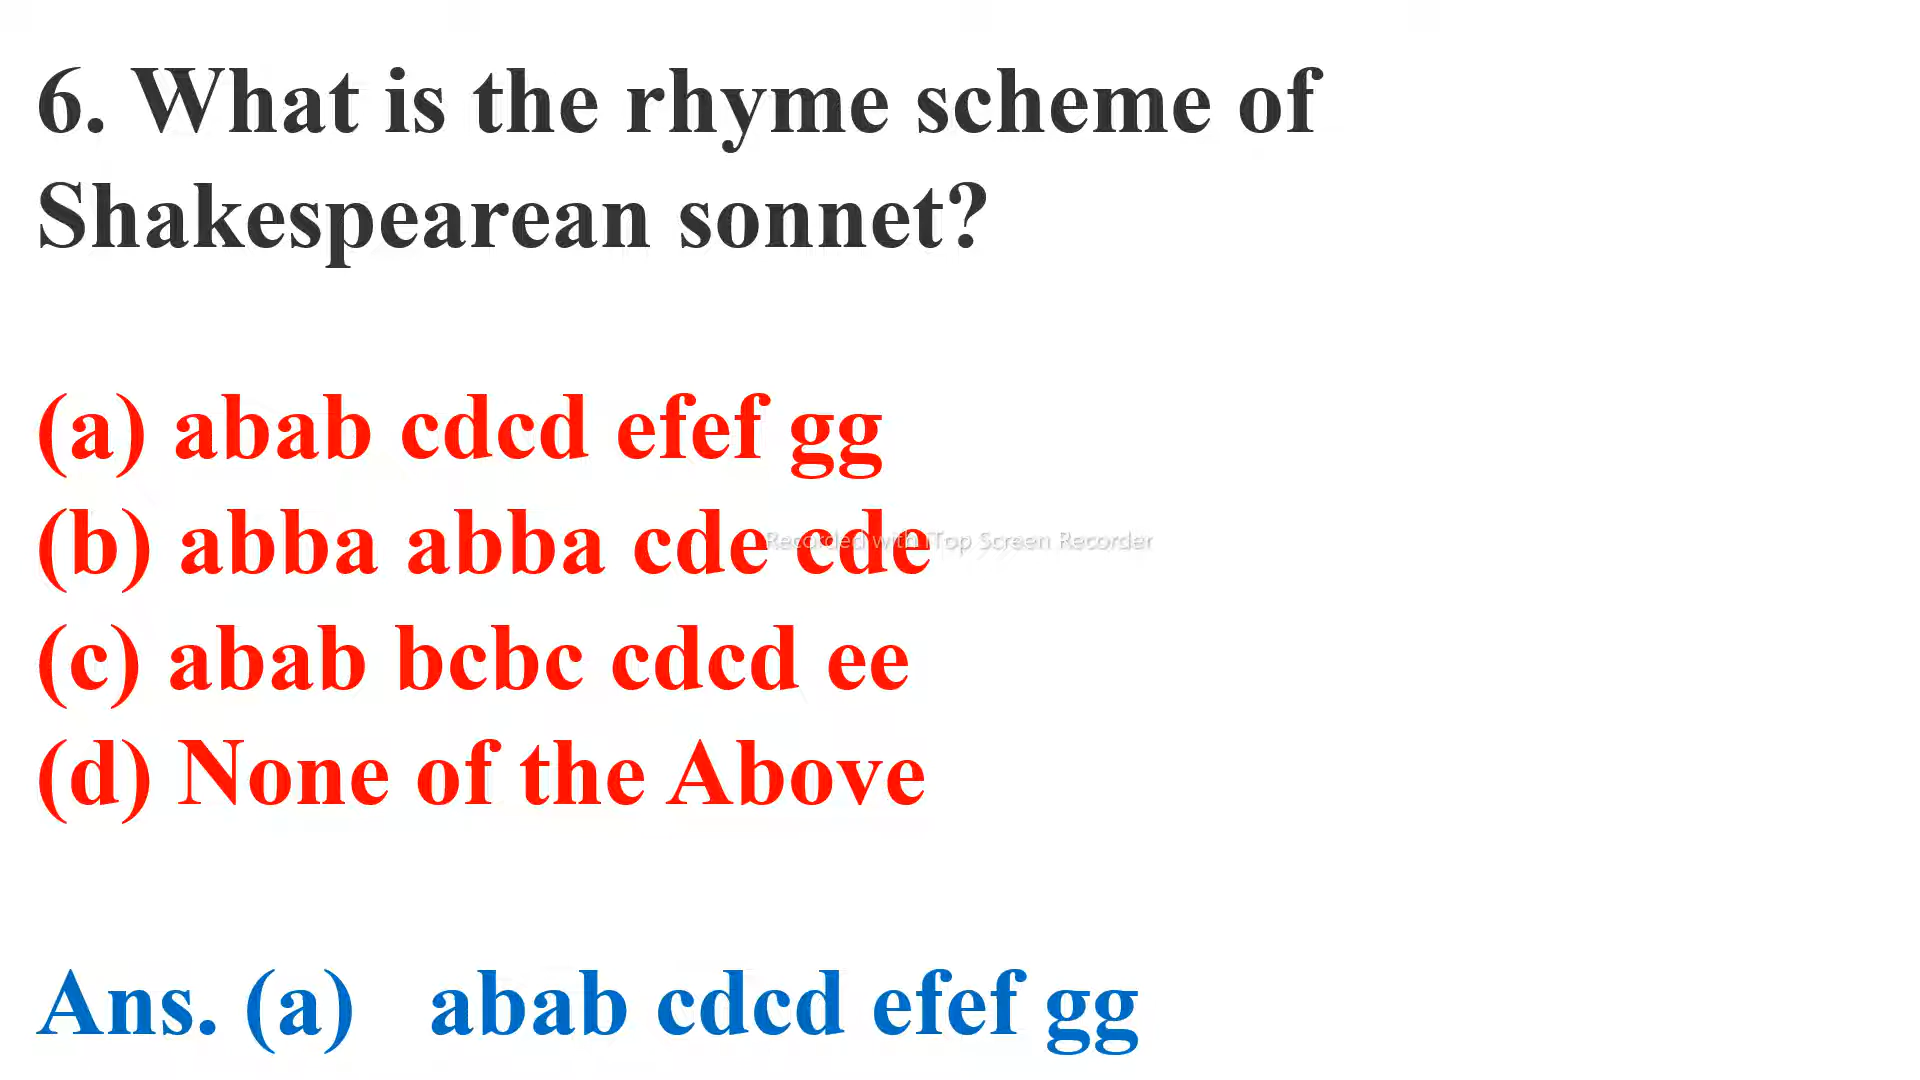 6. What is the rhyme scheme of
Shakespearean sonnet?
(a) abab cdcd efef gg
(b) abba abba cde cde
Recorded with iTop Screen Recorder
(c) abab bcbc cdcd ee
(d) None of the Above
Ans. (a) abab cdcd efef gg